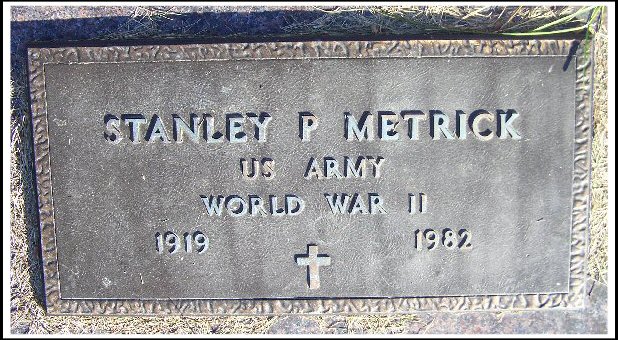 STANLEY P METRICK
US ARMY
WORLD WAR II
1919 1982